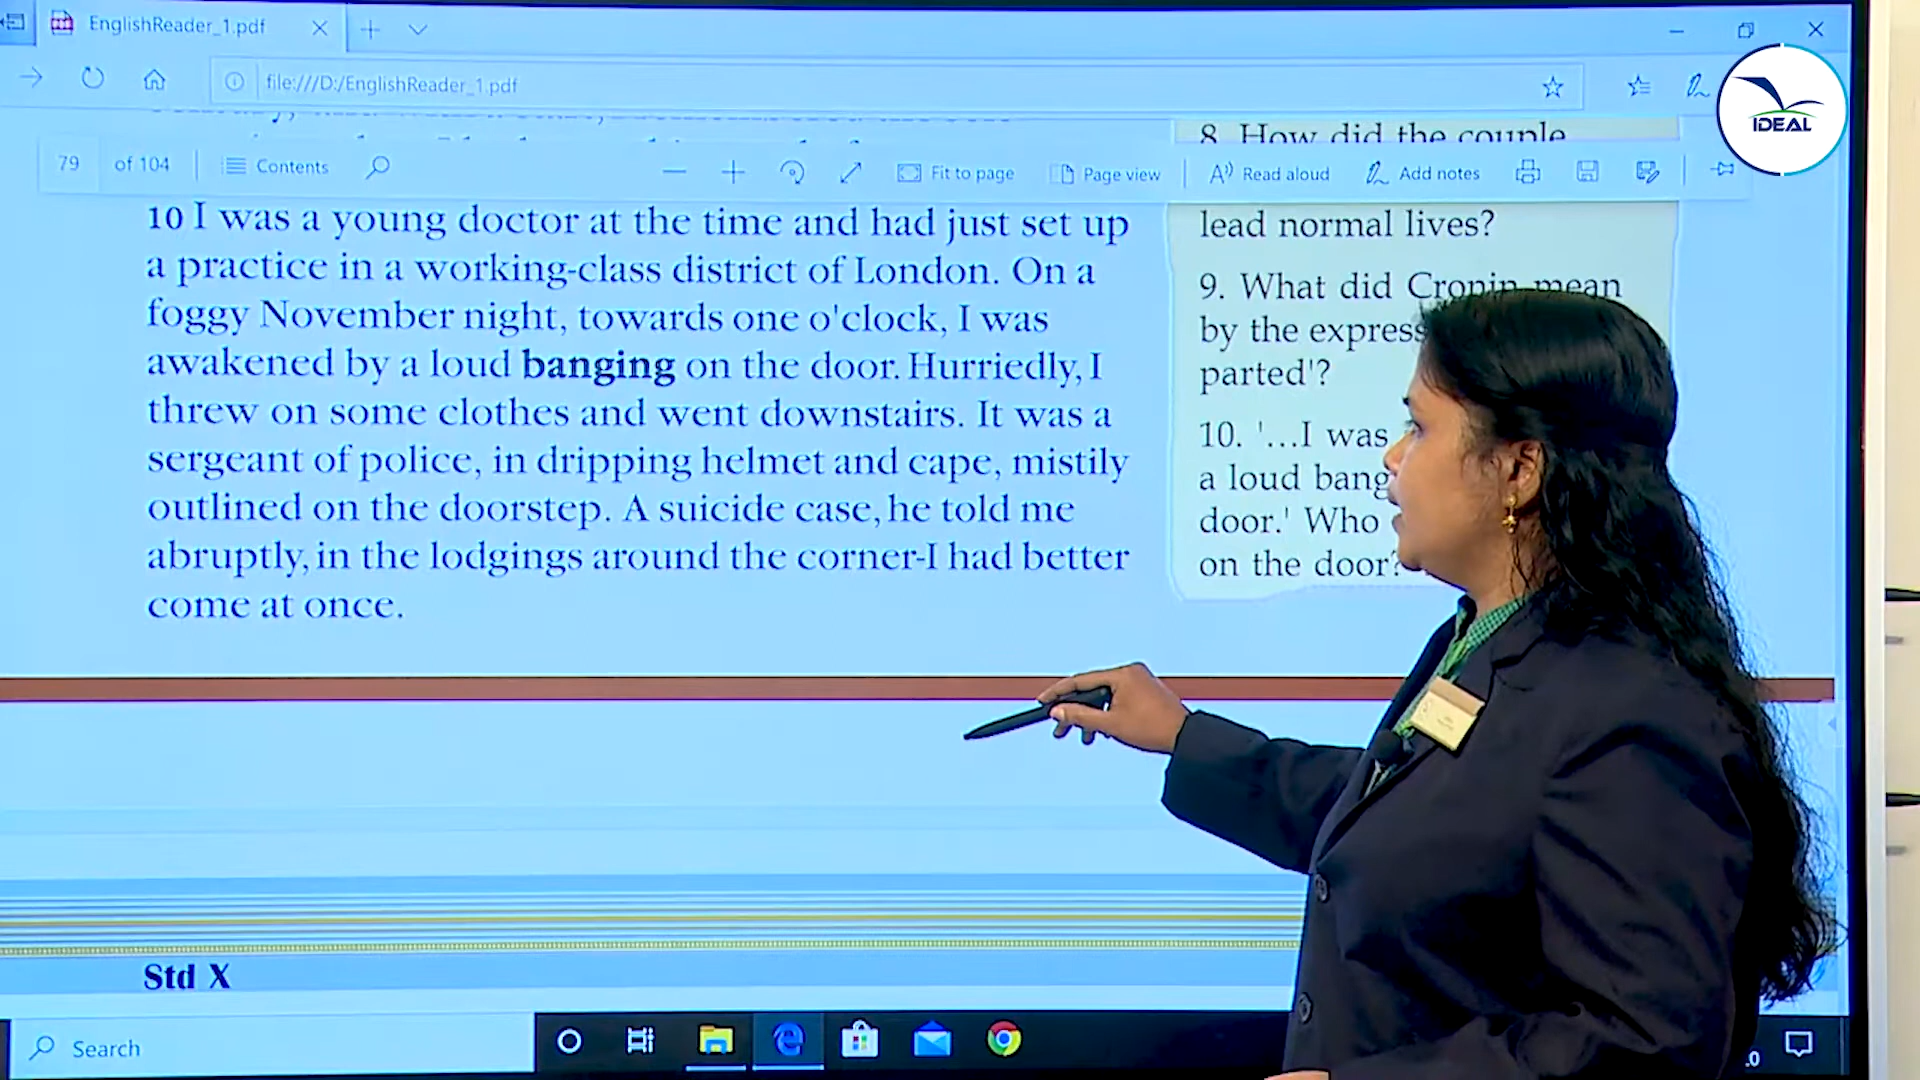 EnglishReader_1.pdf
file:///D:/EnglishReader_1.pdf
IDEAL
8 How did the couple
79 of 104 Contents Fit to page Page view Read aloud Add notes
10 I was a young doctor at the time and had just set up
a practice in a working-class district of London. On a
foggy November night, towards one o'clock, I was
awakened by a loud banging on the door. Hurriedly, I
threw on some clothes and went downstairs. It was a
sergeant of police, in dripping helmet and cape, mistily
outlined on the doorstep. A suicide case, he told me
abruptly, in the lodgings around the corner-I had better
come at once.
lead normal lives?
9. What did Cronin mean
by the express
parted'?
10. '...I was
a loud bang
door.' Who
on the door?
Std X
Search